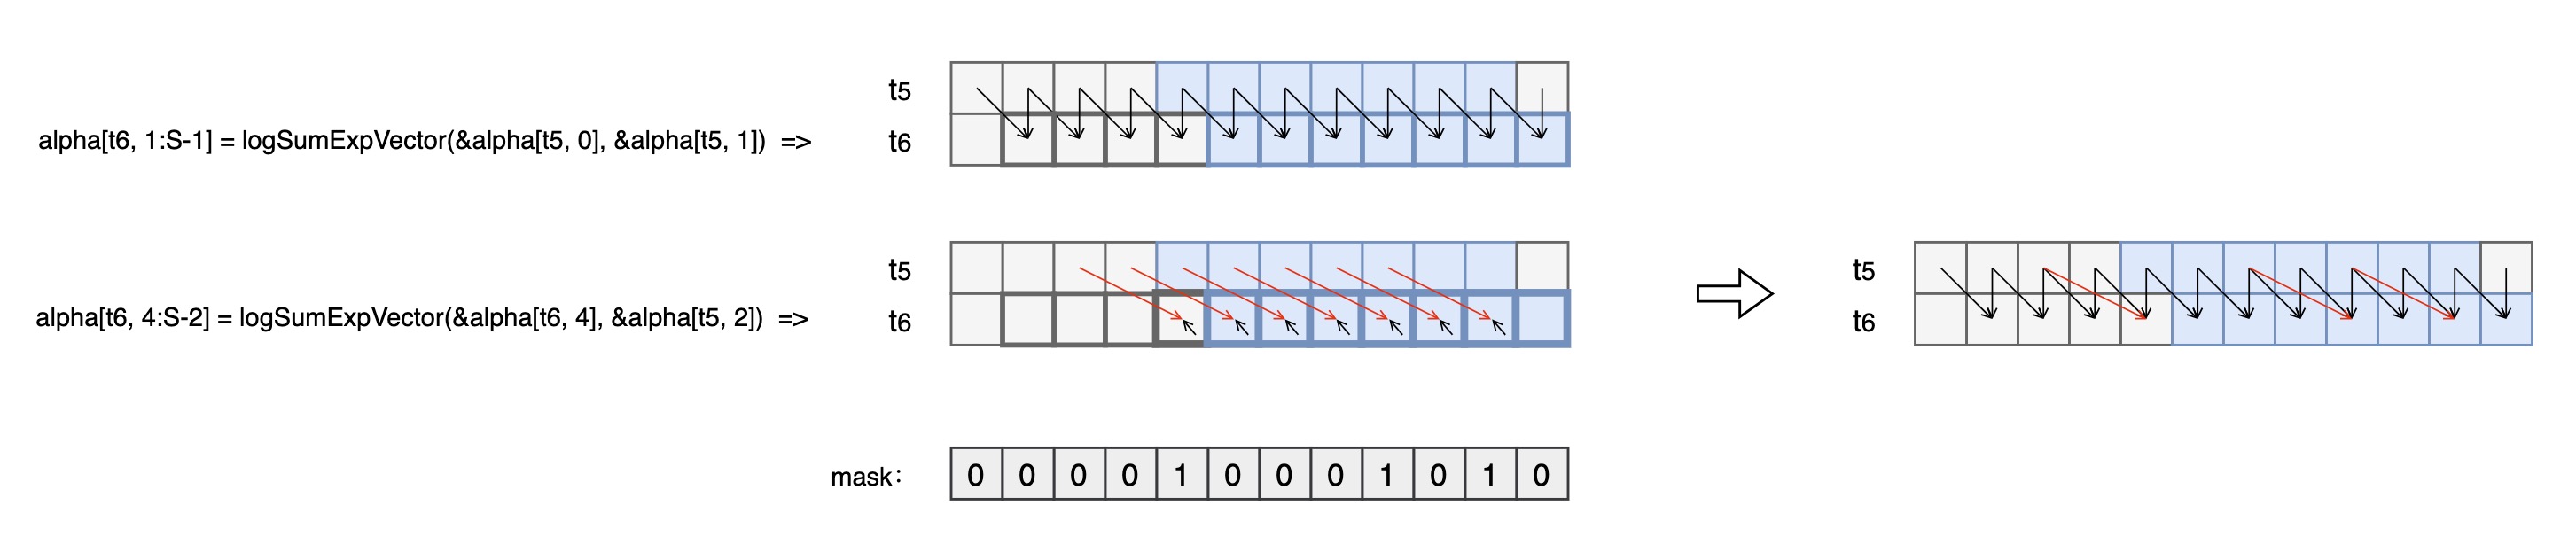 t5
alpha[t6, 1:S-1] = logSumExpVector(&alpha[t5, 0], &alpha[t5, 1]) =>
t6
t5
alpha[t6, 4:S-2] = logSumExpVector(&alpha[t6, 4], &alpha[t5, 2]) =>
t6
t5
t6
mask: 0 0 0 0 1 0 0 0 1 0 1 0